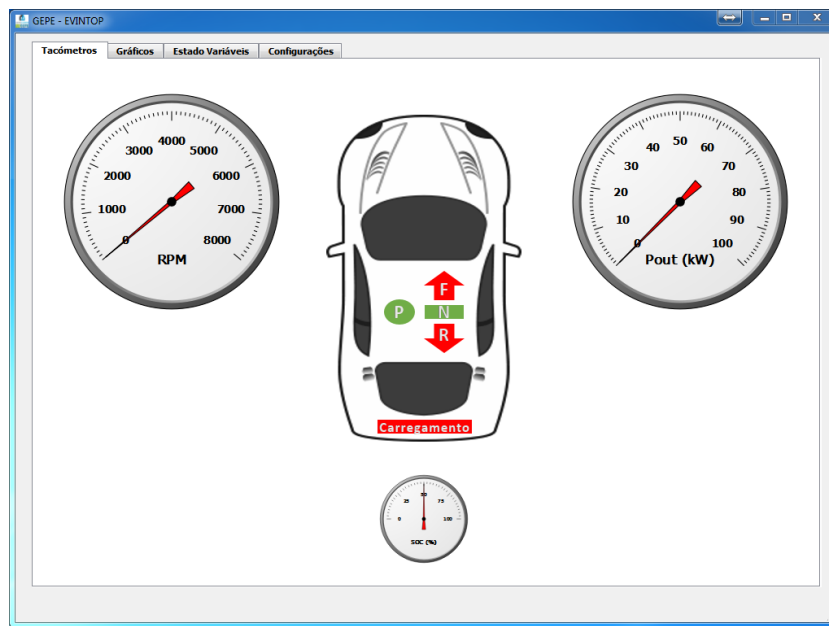 GEPE - EVINTOP
Tacómetros Gráficos Estado Variáveis Configurações
0 1000 2000 3000 4000 5000 6000 7000 8000
RPM
0 10 20 30 40 50 60 70 80 90 100
Pout (kW)
F
P N
R
Carregamento
0 25 50 75 100
SOC (%)